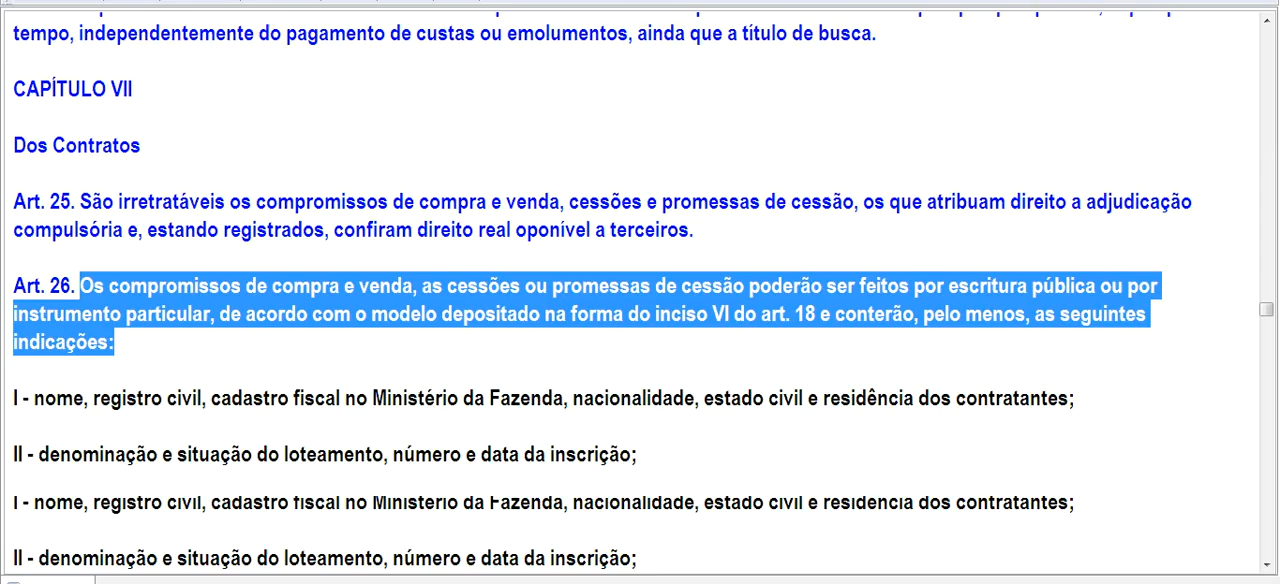 tempo, independentemente do pagamento de custas ou emolumentos, ainda que a título de busca.
CAPÍTULO VII
Dos Contratos
Art. 25. São irretratáveis os compromissos de compra e venda, cessões e promessas de cessão, os que atribuam direito a adjudicação
compulsória e, estando registrados, confiram direito real oponível a terceiros.
Art. 26. Os compromissos de compra e venda, as cessões ou promessas de cessão poderão ser feitos por escritura pública ou por
instrumento particular, de acordo com o modelo depositado na forma do inciso VI do art. 18 e conterão, pelo menos, as seguintes
indicações:
I - nome, registro civil, cadastro fiscal no Ministério da Fazenda, nacionalidade, estado civil e residência dos contratantes;
II - denominação e situação do loteamento, número e data da inscrição;
I - nome, registro civil, cadastro fiscal no Ministério da Fazenda, nacionalidade, estado civil e residência dos contratantes;
II - denominação e situação do loteamento, número e data da inscrição;